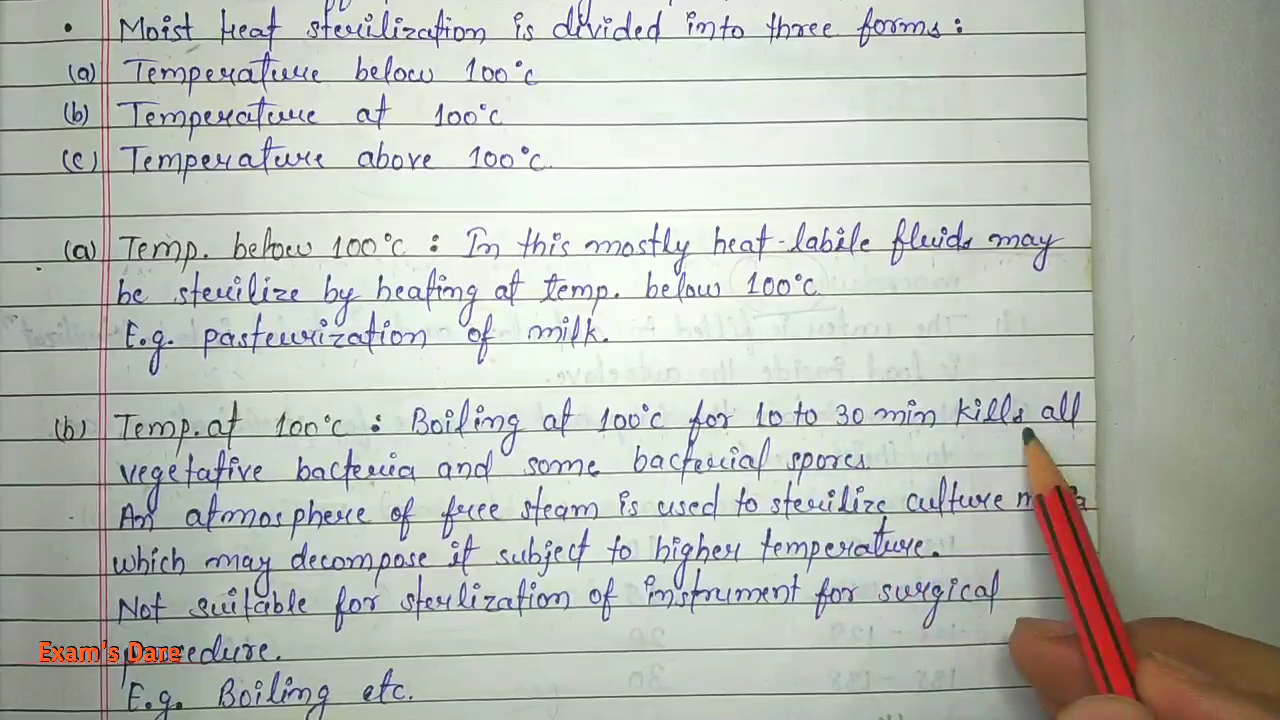 • Moist heat sterilization is divided into three forms:
(a) Temperature below 100°c
(b) Temperature at 100°c
(c) Temperature above 100°c.
(a) Temp. below 100°c : In this mostly heat-labile fluids may
be sterilize by heating at temp. below 100°c
E.g. pasteurization of milk.
(b) Temp. at 100°c : Boiling at 100°c for 10 to 30 min kills all
vegetative bacteria and some bacterial spores.
An atmosphere of free steam is used to sterilize culture
which may decompose if subject to higher temperature.
Not suitable for sterilization of instrument for surgical
procedure.
Exam's Dare
E.g. Boiling etc.